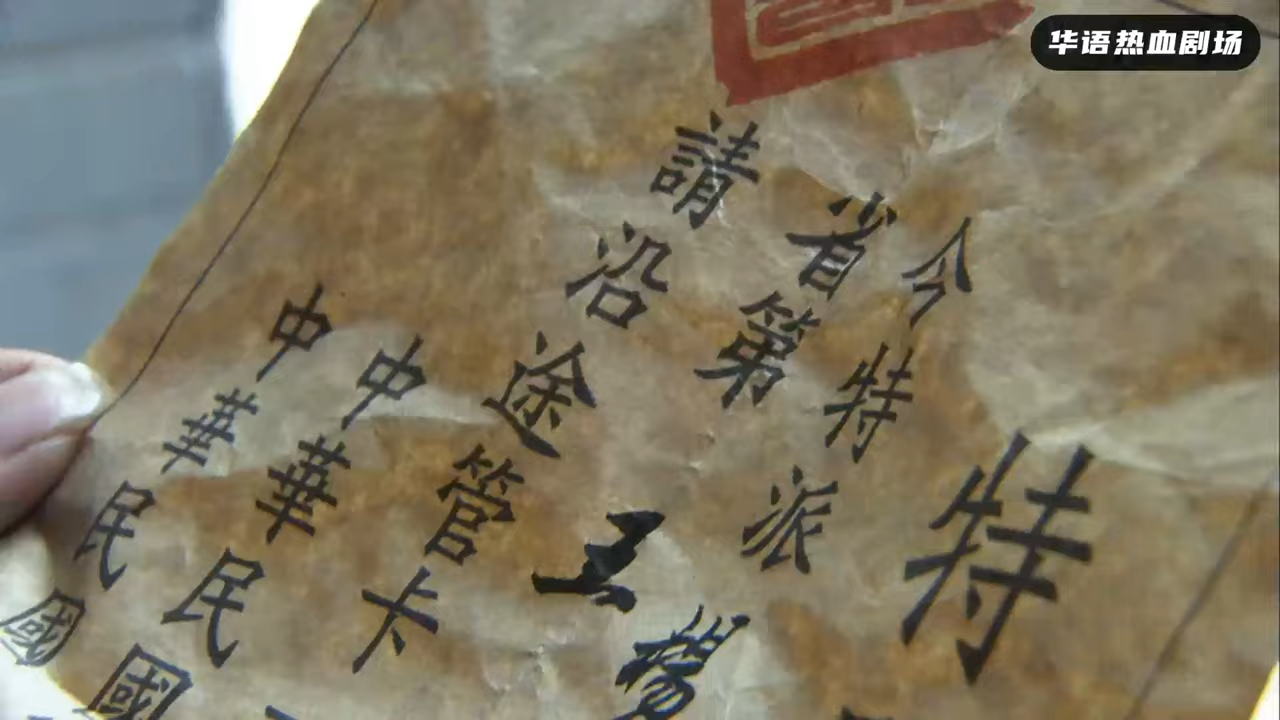 华语热血剧场
特
今特派
省第
請沿途管卡
中華民國
中華民國